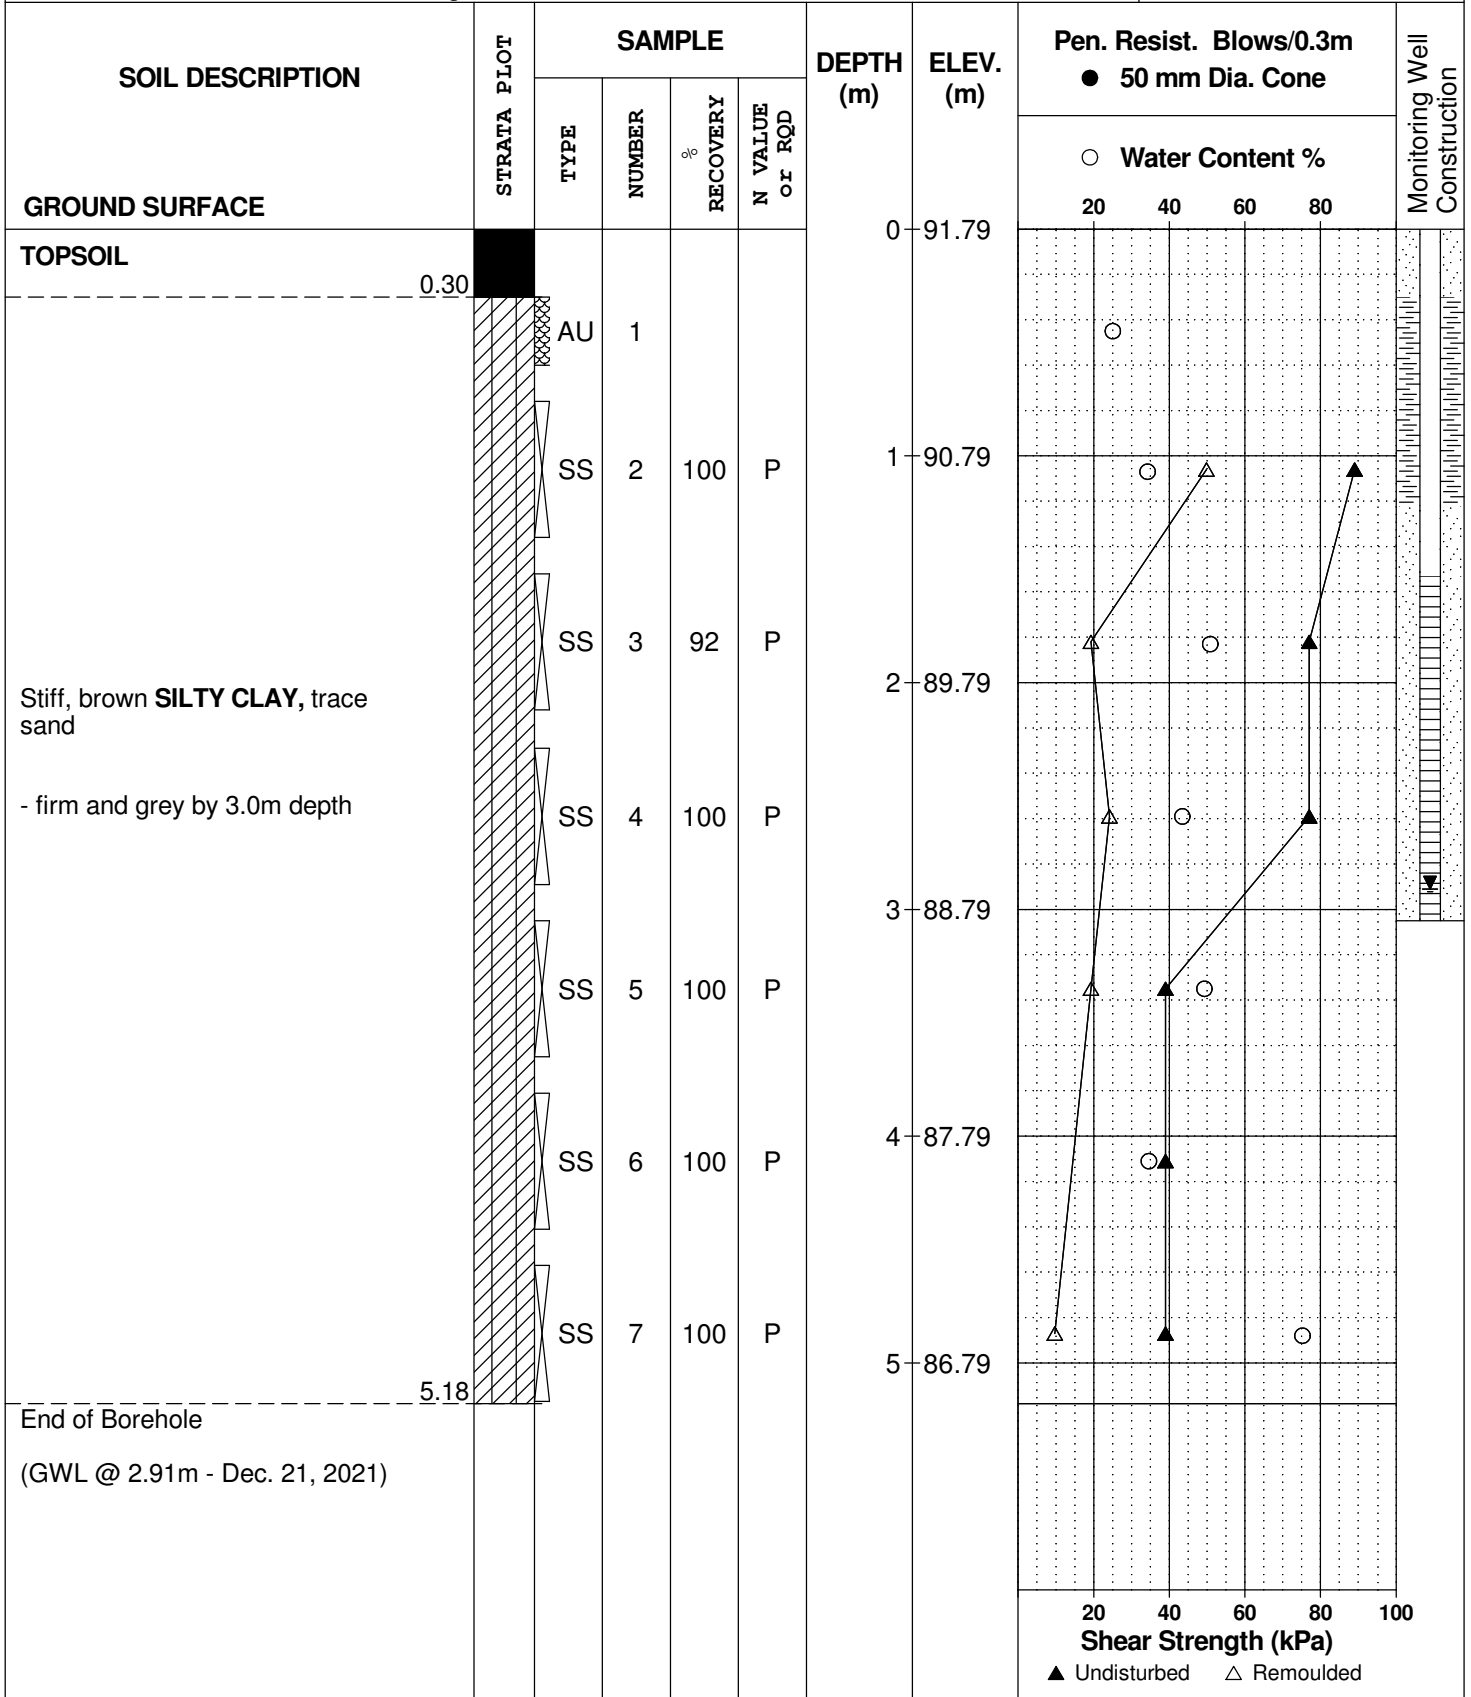 SOIL DESCRIPTION
GROUND SURFACE
STRATA PLOT
SAMPLE
TYPE
NUMBER
%
RECOVERY
N VALUE
or RQD
DEPTH
(m)
ELEV.
(m)
Pen. Resist. Blows/0.3m
● 50 mm Dia. Cone
○ Water Content %
20 40 60 80
Monitoring Well
Construction
0 91.79
TOPSOIL
0.30
AU 1
1 90.79
SS 2 100 P
SS 3 92 P
2 89.79
Stiff, brown SILTY CLAY, trace
sand
- firm and grey by 3.0m depth
SS 4 100 P
3 88.79
SS 5 100 P
4 87.79
SS 6 100 P
SS 7 100 P
5 86.79
5.18
End of Borehole
(GWL @ 2.91m - Dec. 21, 2021)
20 40 60 80 100
Shear Strength (kPa)
▲ Undisturbed △ Remoulded